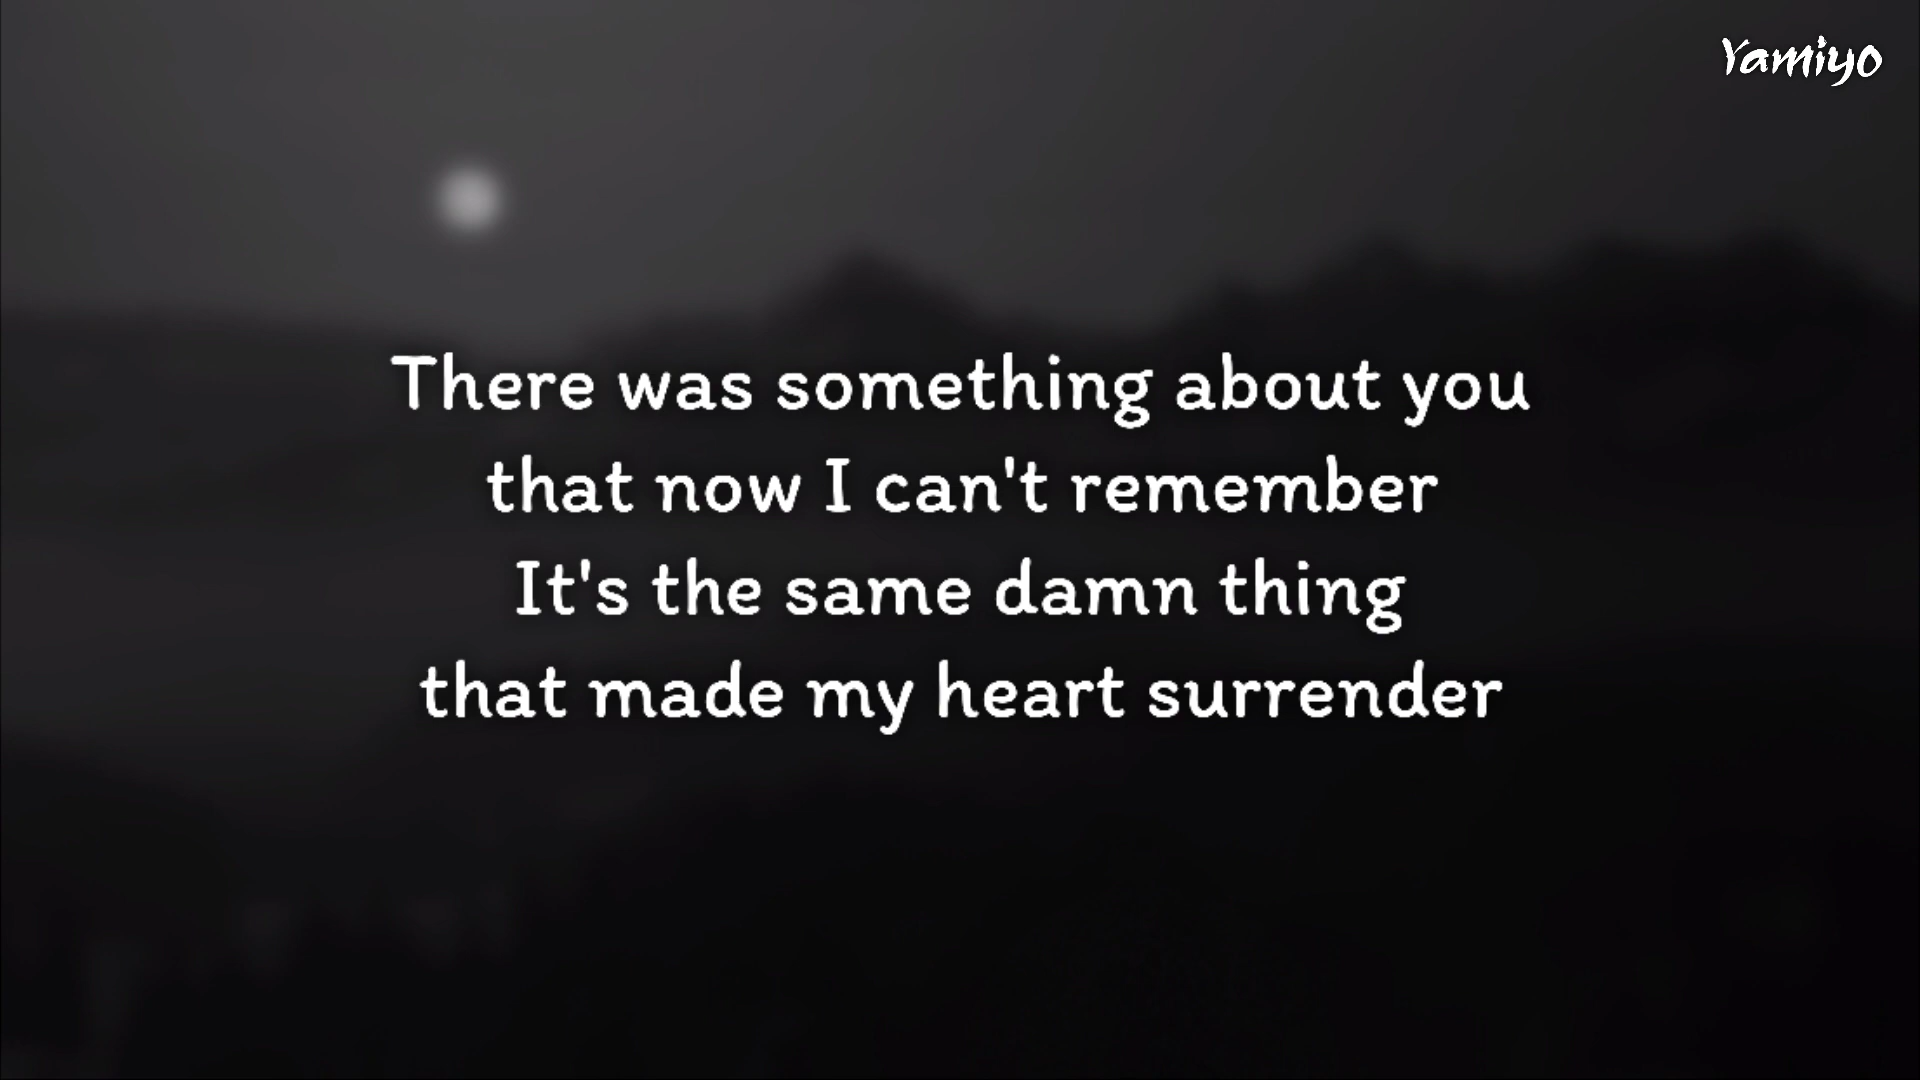 Yamiyo
There was something about you
that now I can't remember
It's the same damn thing
that made my heart surrender